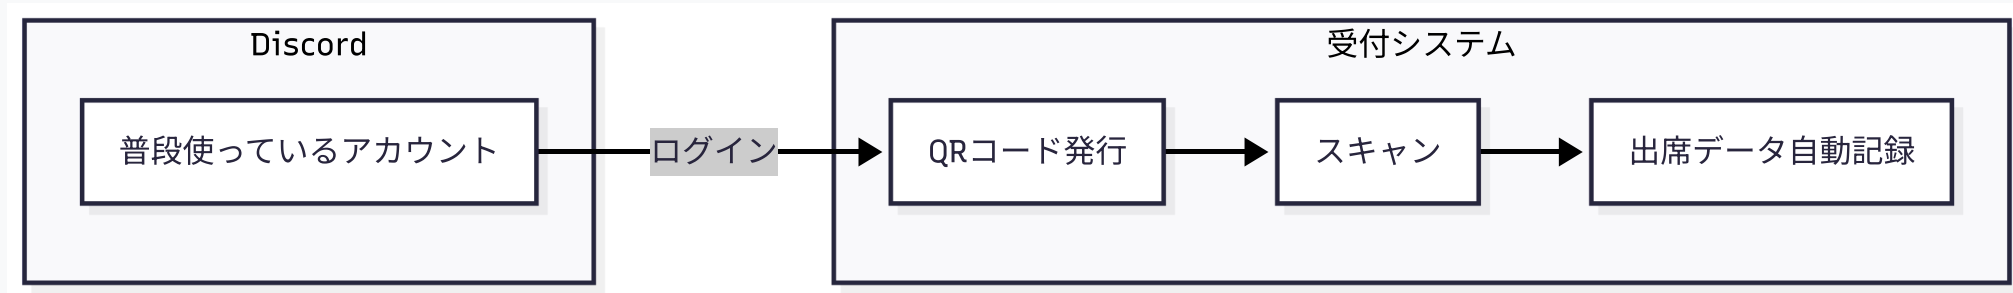 Discord
普段使っているアカウント
ログイン
受付システム
QRコード発行
スキャン
出席データ自動記録